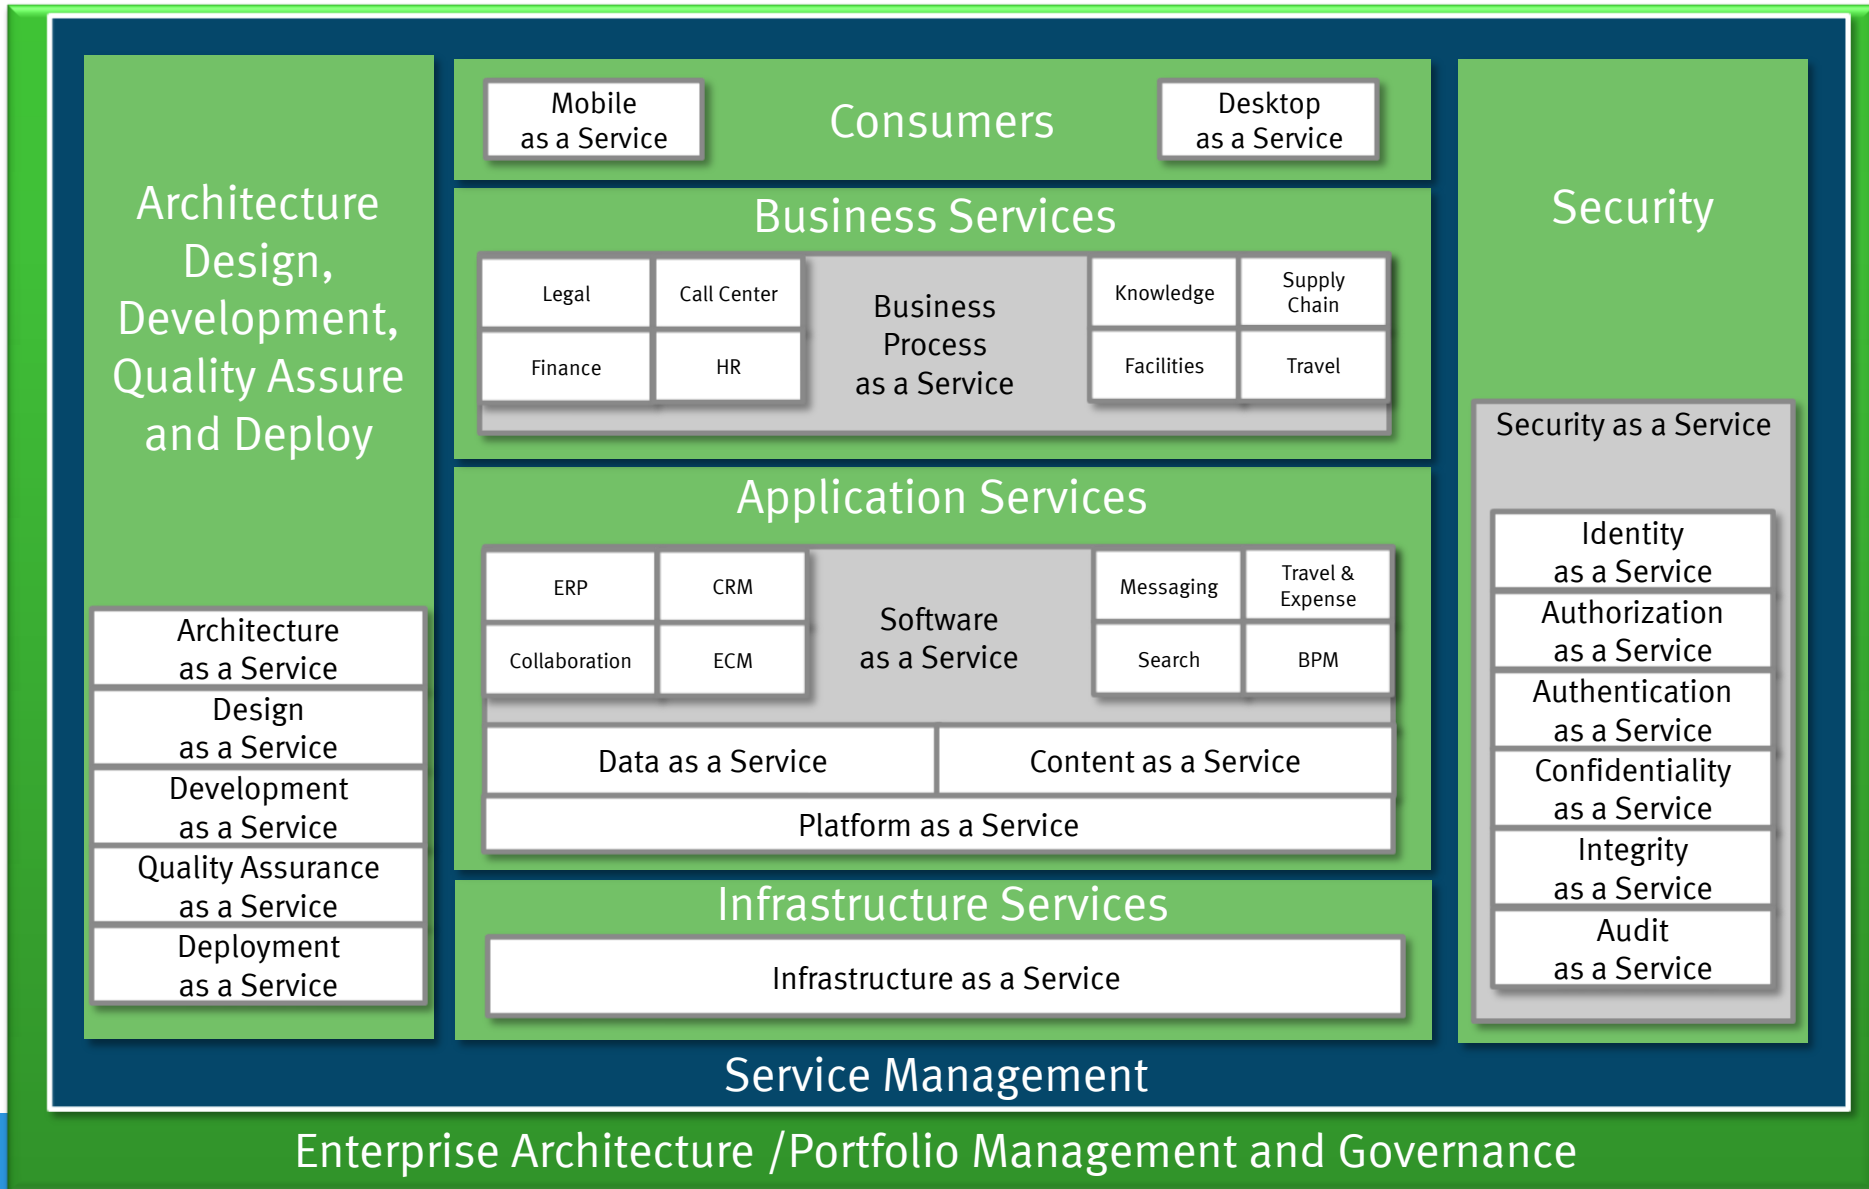 Architecture
Design,
Development,
Quality Assure
and Deploy
Architecture
as a Service
Design
as a Service
Development
as a Service
Quality Assurance
as a Service
Deployment
as a Service
Mobile
as a Service
Consumers
Desktop
as a Service
Business Services
Legal
Call Center
Finance
HR
Business
Process
as a Service
Knowledge
Supply
Chain
Facilities
Travel
Application Services
ERP
CRM
Collaboration
ECM
Software
as a Service
Messaging
Travel &
Expense
Search
BPM
Data as a Service
Content as a Service
Platform as a Service
Infrastructure Services
Infrastructure as a Service
Security
Security as a Service
Identity
as a Service
Authorization
as a Service
Authentication
as a Service
Confidentiality
as a Service
Integrity
as a Service
Audit
as a Service
Service Management
Enterprise Architecture /Portfolio Management and Governance